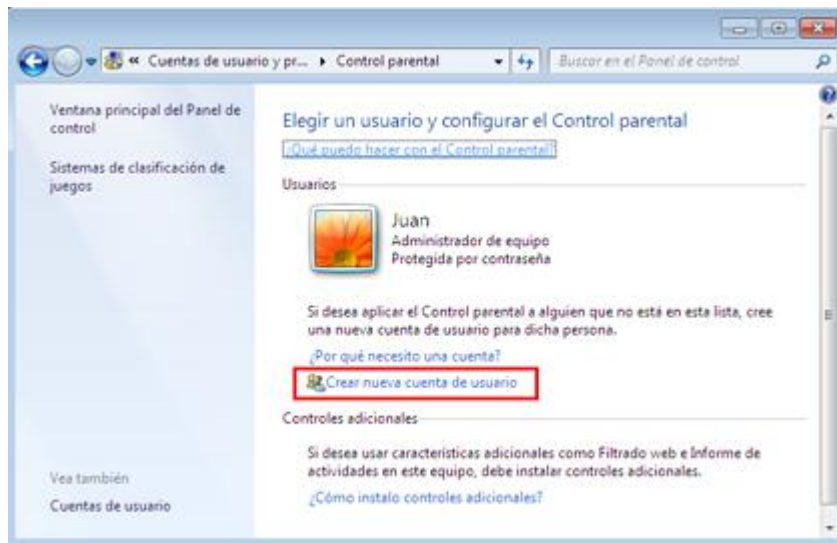 « Cuentas de usuario y pr... ▸ Control parental
Buscar en el Panel de control
Ventana principal del Panel de
control
Sistemas de clasificación de
juegos
Elegir un usuario y configurar el Control parental
¿Qué puedo hacer con el Control parental?
Usuarios
Juan
Administrador de equipo
Protegida por contraseña
Si desea aplicar el Control parental a alguien que no está en esta lista, cree
una nueva cuenta de usuario para dicha persona.
¿Por qué necesito una cuenta?
Crear nueva cuenta de usuario
Controles adicionales
Si desea usar características adicionales como Filtrado web e Informe de
actividades en este equipo, debe instalar controles adicionales.
¿Cómo instalo controles adicionales?
Vea también
Cuentas de usuario